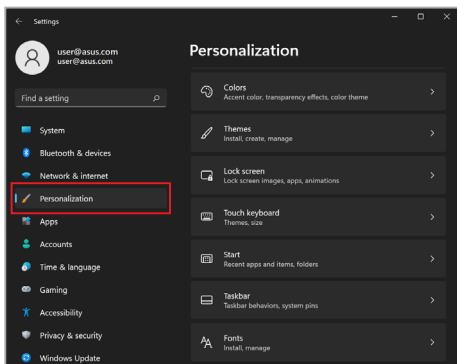 Settings
user@asus.com
user@asus.com
Find a setting
System
Bluetooth & devices
Network & internet
Personalization
Apps
Accounts
Time & language
Gaming
Accessibility
Privacy & security
Windows Update
Personalization
Colors
Accent color, transparency effects, color theme
Themes
Install, create, manage
Lock screen
Lock screen images, apps, animations
Touch keyboard
Themes, size
Start
Recent apps and items, folders
Taskbar
Taskbar behaviors, system pins
Fonts
Install, manage